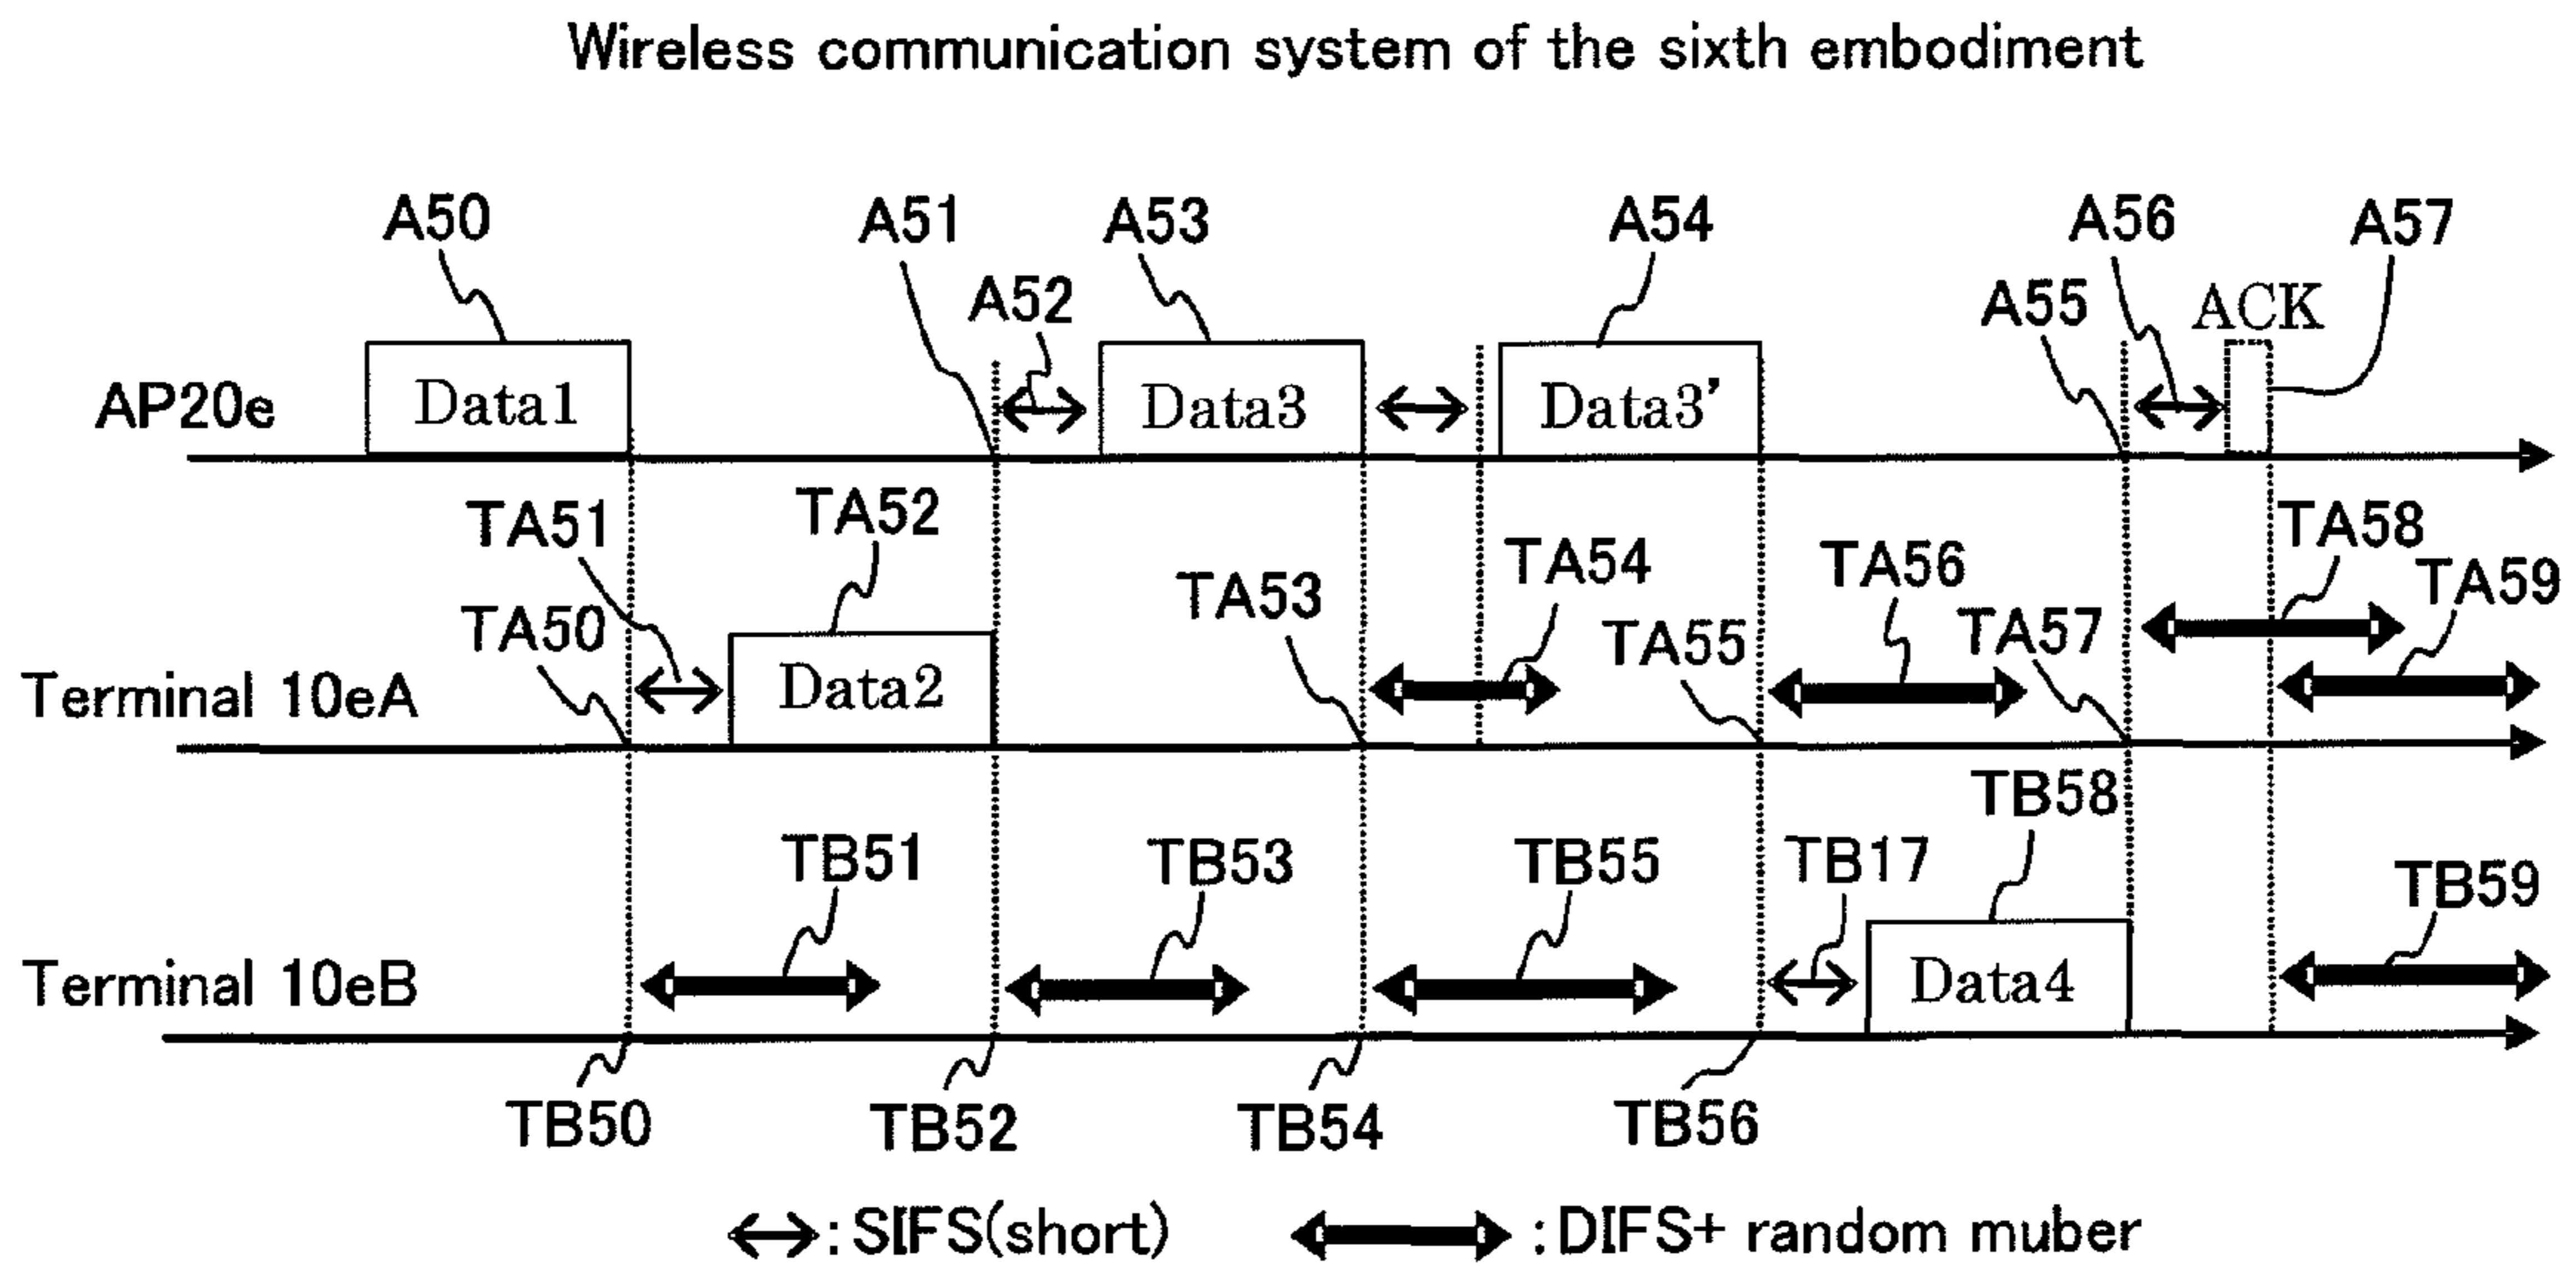 Wireless communication system of the sixth embodiment
A50 A51 A53 A54 A56 A57
A52 A55 ACK
AP20e Data1 Data3 Data3'
TA51 TA52 TA54 TA56 TA58
TA50 TA53 TA55 TA57 TA59
Terminal 10eA Data2
TB51 TB53 TB55 TB17 TB58
TB59
Terminal 10eB Data4
TB50 TB52 TB54 TB56
:SIFS(short) :DIFS+ random muber